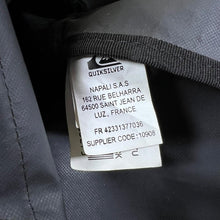 QUIKSILVER
NAPALI S.A.S
162 RUE BELHARRA
64500 SAINT JEAN DE
LUZ, FRANCE
FR 42331377036
SUPPLIER CODE:10908